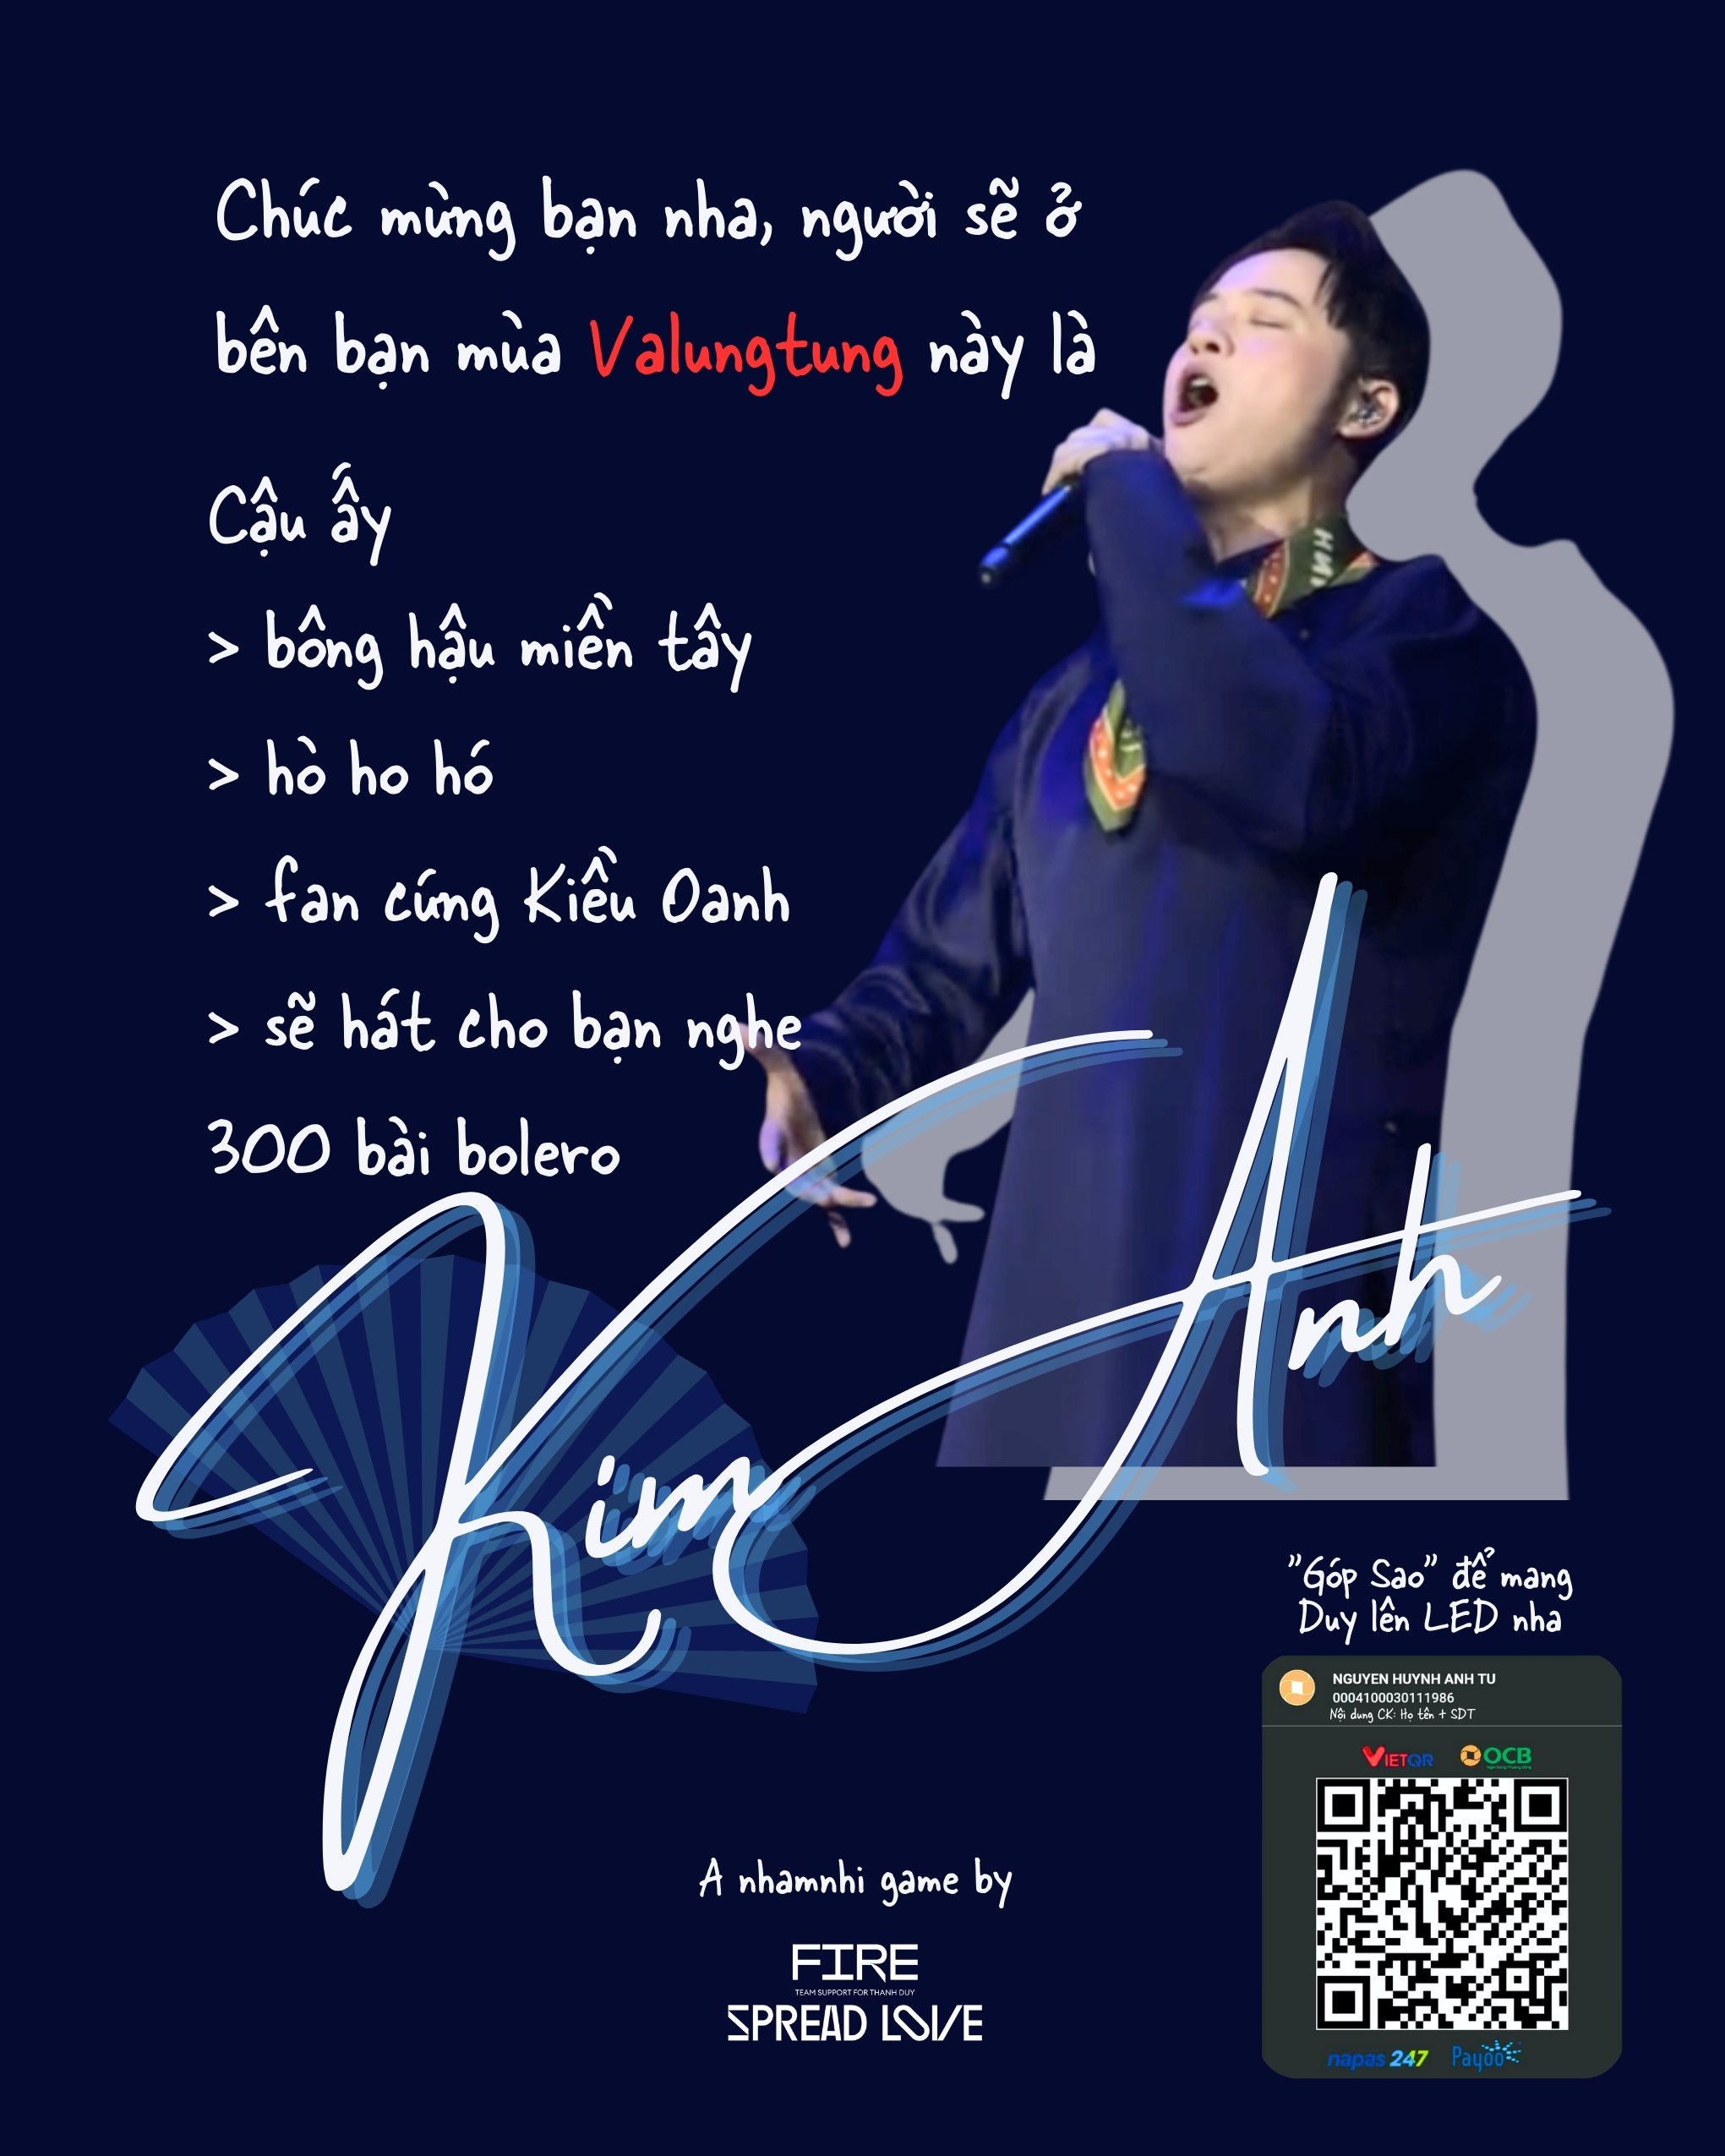 Chúc mừng bạn nha, người sẽ ở
bên bạn mùa Valungtung này là
Cậu ấy
> bông hậu miền tây
> hò ho hó
> fan cứng Kiều Oanh
> sẽ hát cho bạn nghe
300 bài bolero
Kim Anh
"Góp Sao" để mang
Duy lên LED nha
NGUYEN HUYNH ANH TU
0004100030111986
Nội dung CK: Họ tên + SDT
VIETQR OCB
napas 247 Payoo
A nhamnhi game by
FIRE
TEAM SUPPORT FOR THANH DUY
SPREAD LOVE